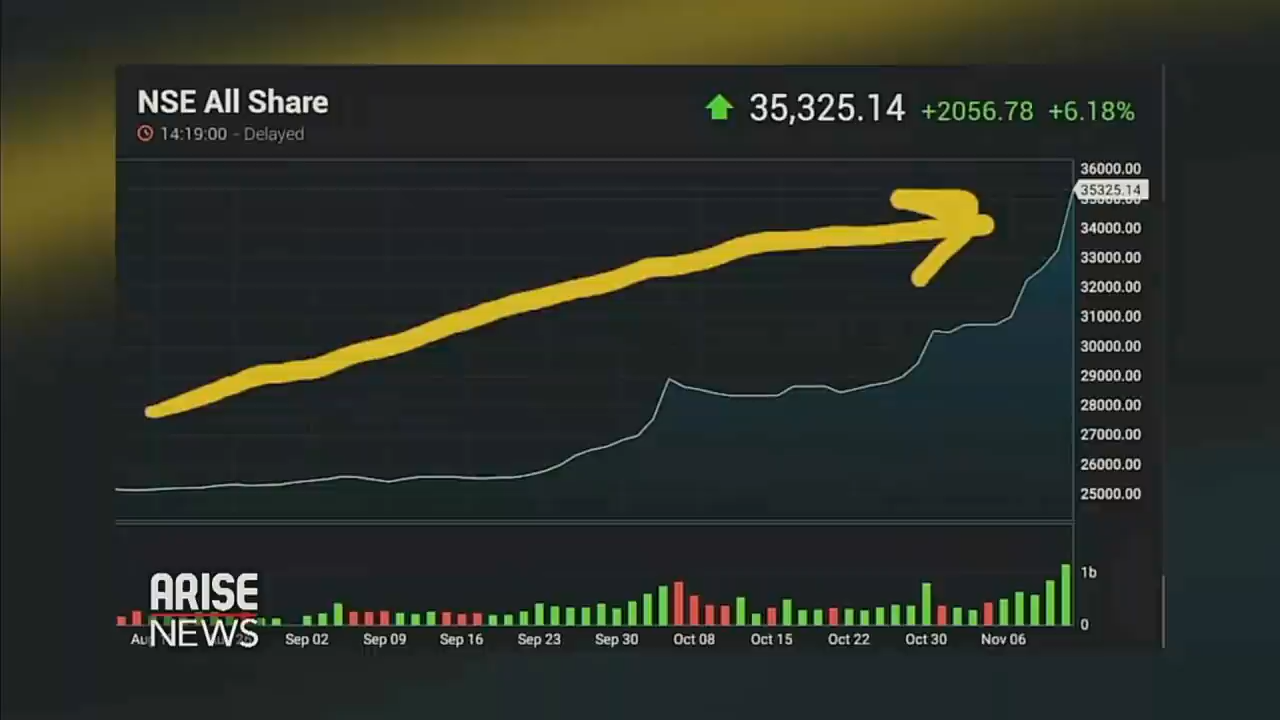 NSE All Share
14:19:00 - Delayed
35,325.14 +2056.78 +6.18%
36000.00
35325.14
35000.00
34000.00
33000.00
32000.00
31000.00
30000.00
29000.00
28000.00
27000.00
26000.00
25000.00
1b
0
Sep 02 Sep 09 Sep 16 Sep 23 Sep 30 Oct 08 Oct 15 Oct 22 Oct 30 Nov 06
ARISE
NEWS